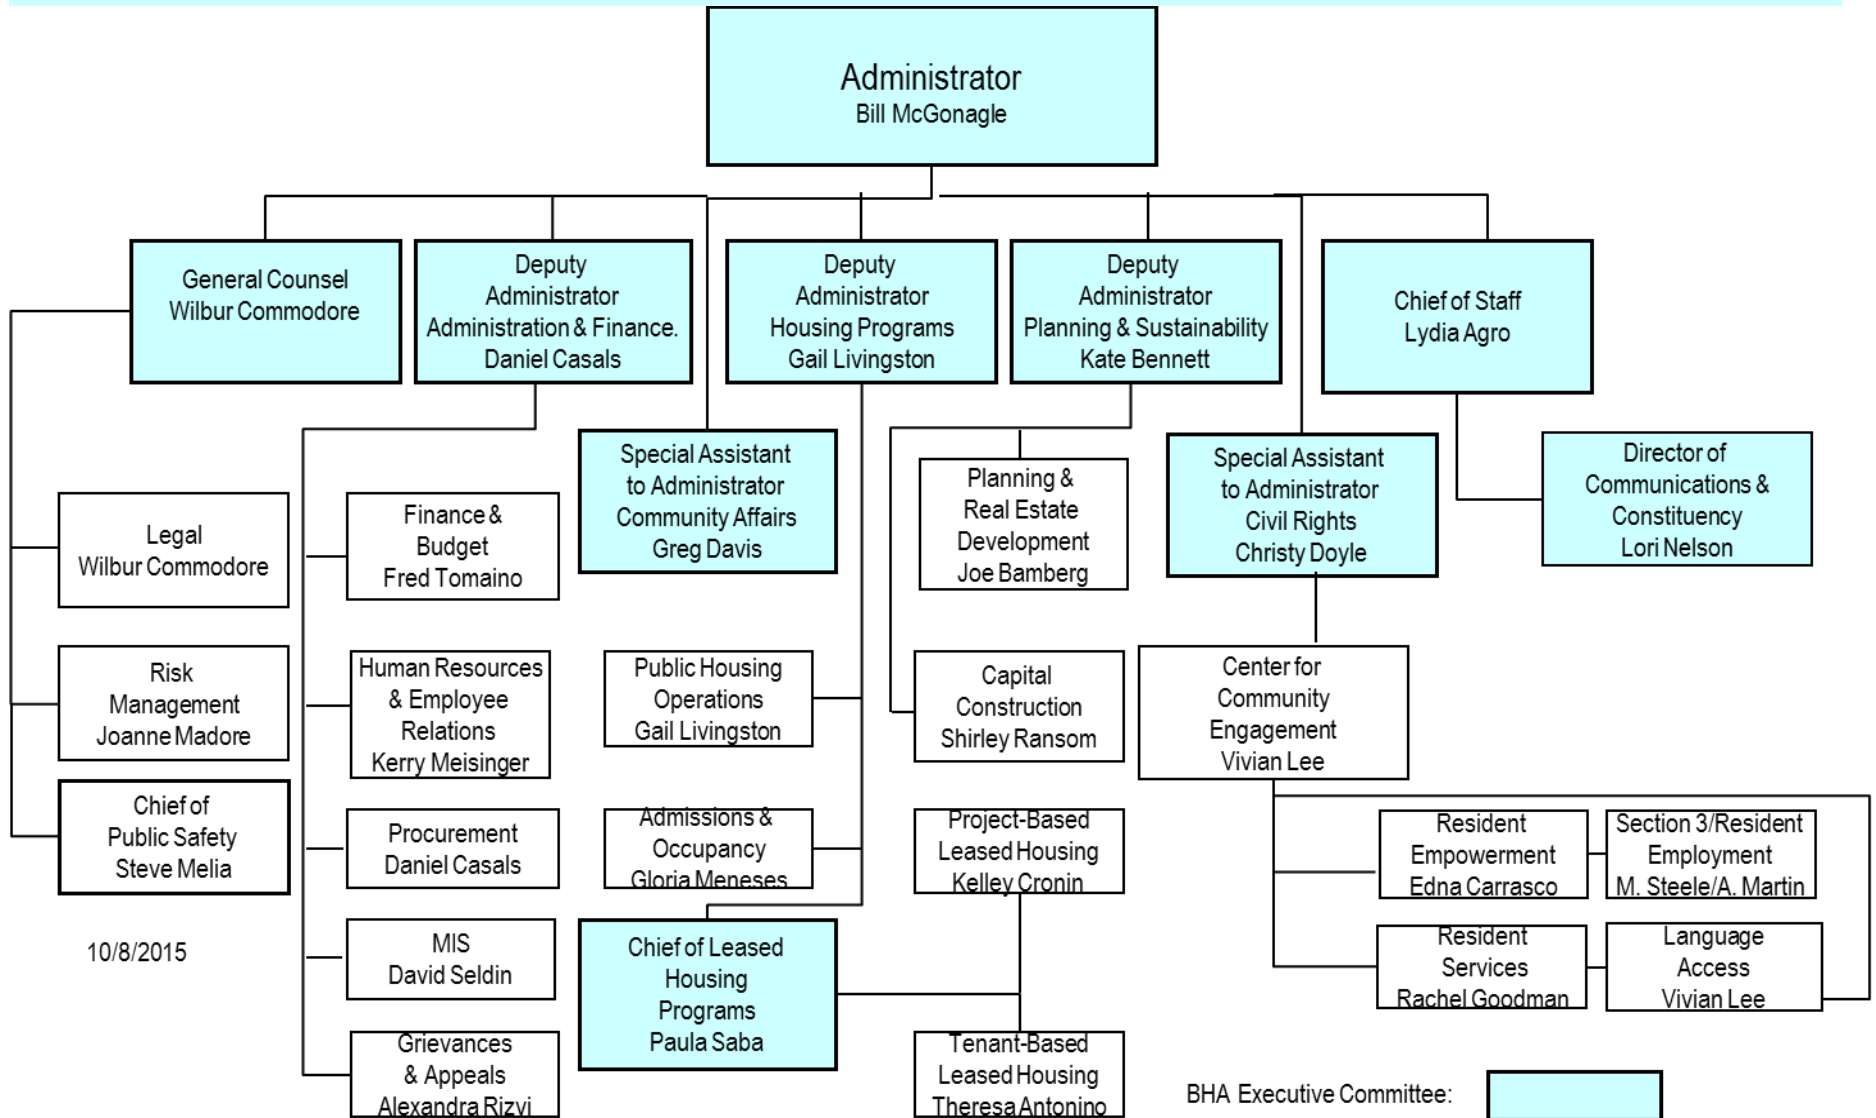 Administrator
Bill McGonagle
General Counsel
Wilbur Commodore
Deputy
Administrator
Administration & Finance.
Daniel Casals
Deputy
Administrator
Housing Programs
Gail Livingston
Deputy
Administrator
Planning & Sustainability
Kate Bennett
Chief of Staff
Lydia Agro
Special Assistant
to Administrator
Community Affairs
Greg Davis
Planning &
Real Estate
Development
Joe Bamberg
Special Assistant
to Administrator
Civil Rights
Christy Doyle
Director of
Communications &
Constituency
Lori Nelson
Legal
Wilbur Commodore
Finance &
Budget
Fred Tomaino
Risk
Management
Joanne Madore
Human Resources
& Employee
Relations
Kerry Meisinger
Public Housing
Operations
Gail Livingston
Capital
Construction
Shirley Ransom
Center for
Community
Engagement
Vivian Lee
Chief of
Public Safety
Steve Melia
Procurement
Daniel Casals
Admissions &
Occupancy
Gloria Meneses
Project-Based
Leased Housing
Kelley Cronin
Resident
Empowerment
Edna Carrasco
Section 3/Resident
Employment
M. Steele/A. Martin
10/8/2015
MIS
David Seldin
Chief of Leased
Housing
Programs
Paula Saba
Resident
Services
Rachel Goodman
Language
Access
Vivian Lee
Grievances
& Appeals
Alexandra Rizvi
Tenant-Based
Leased Housing
Theresa Antonino
BHA Executive Committee: